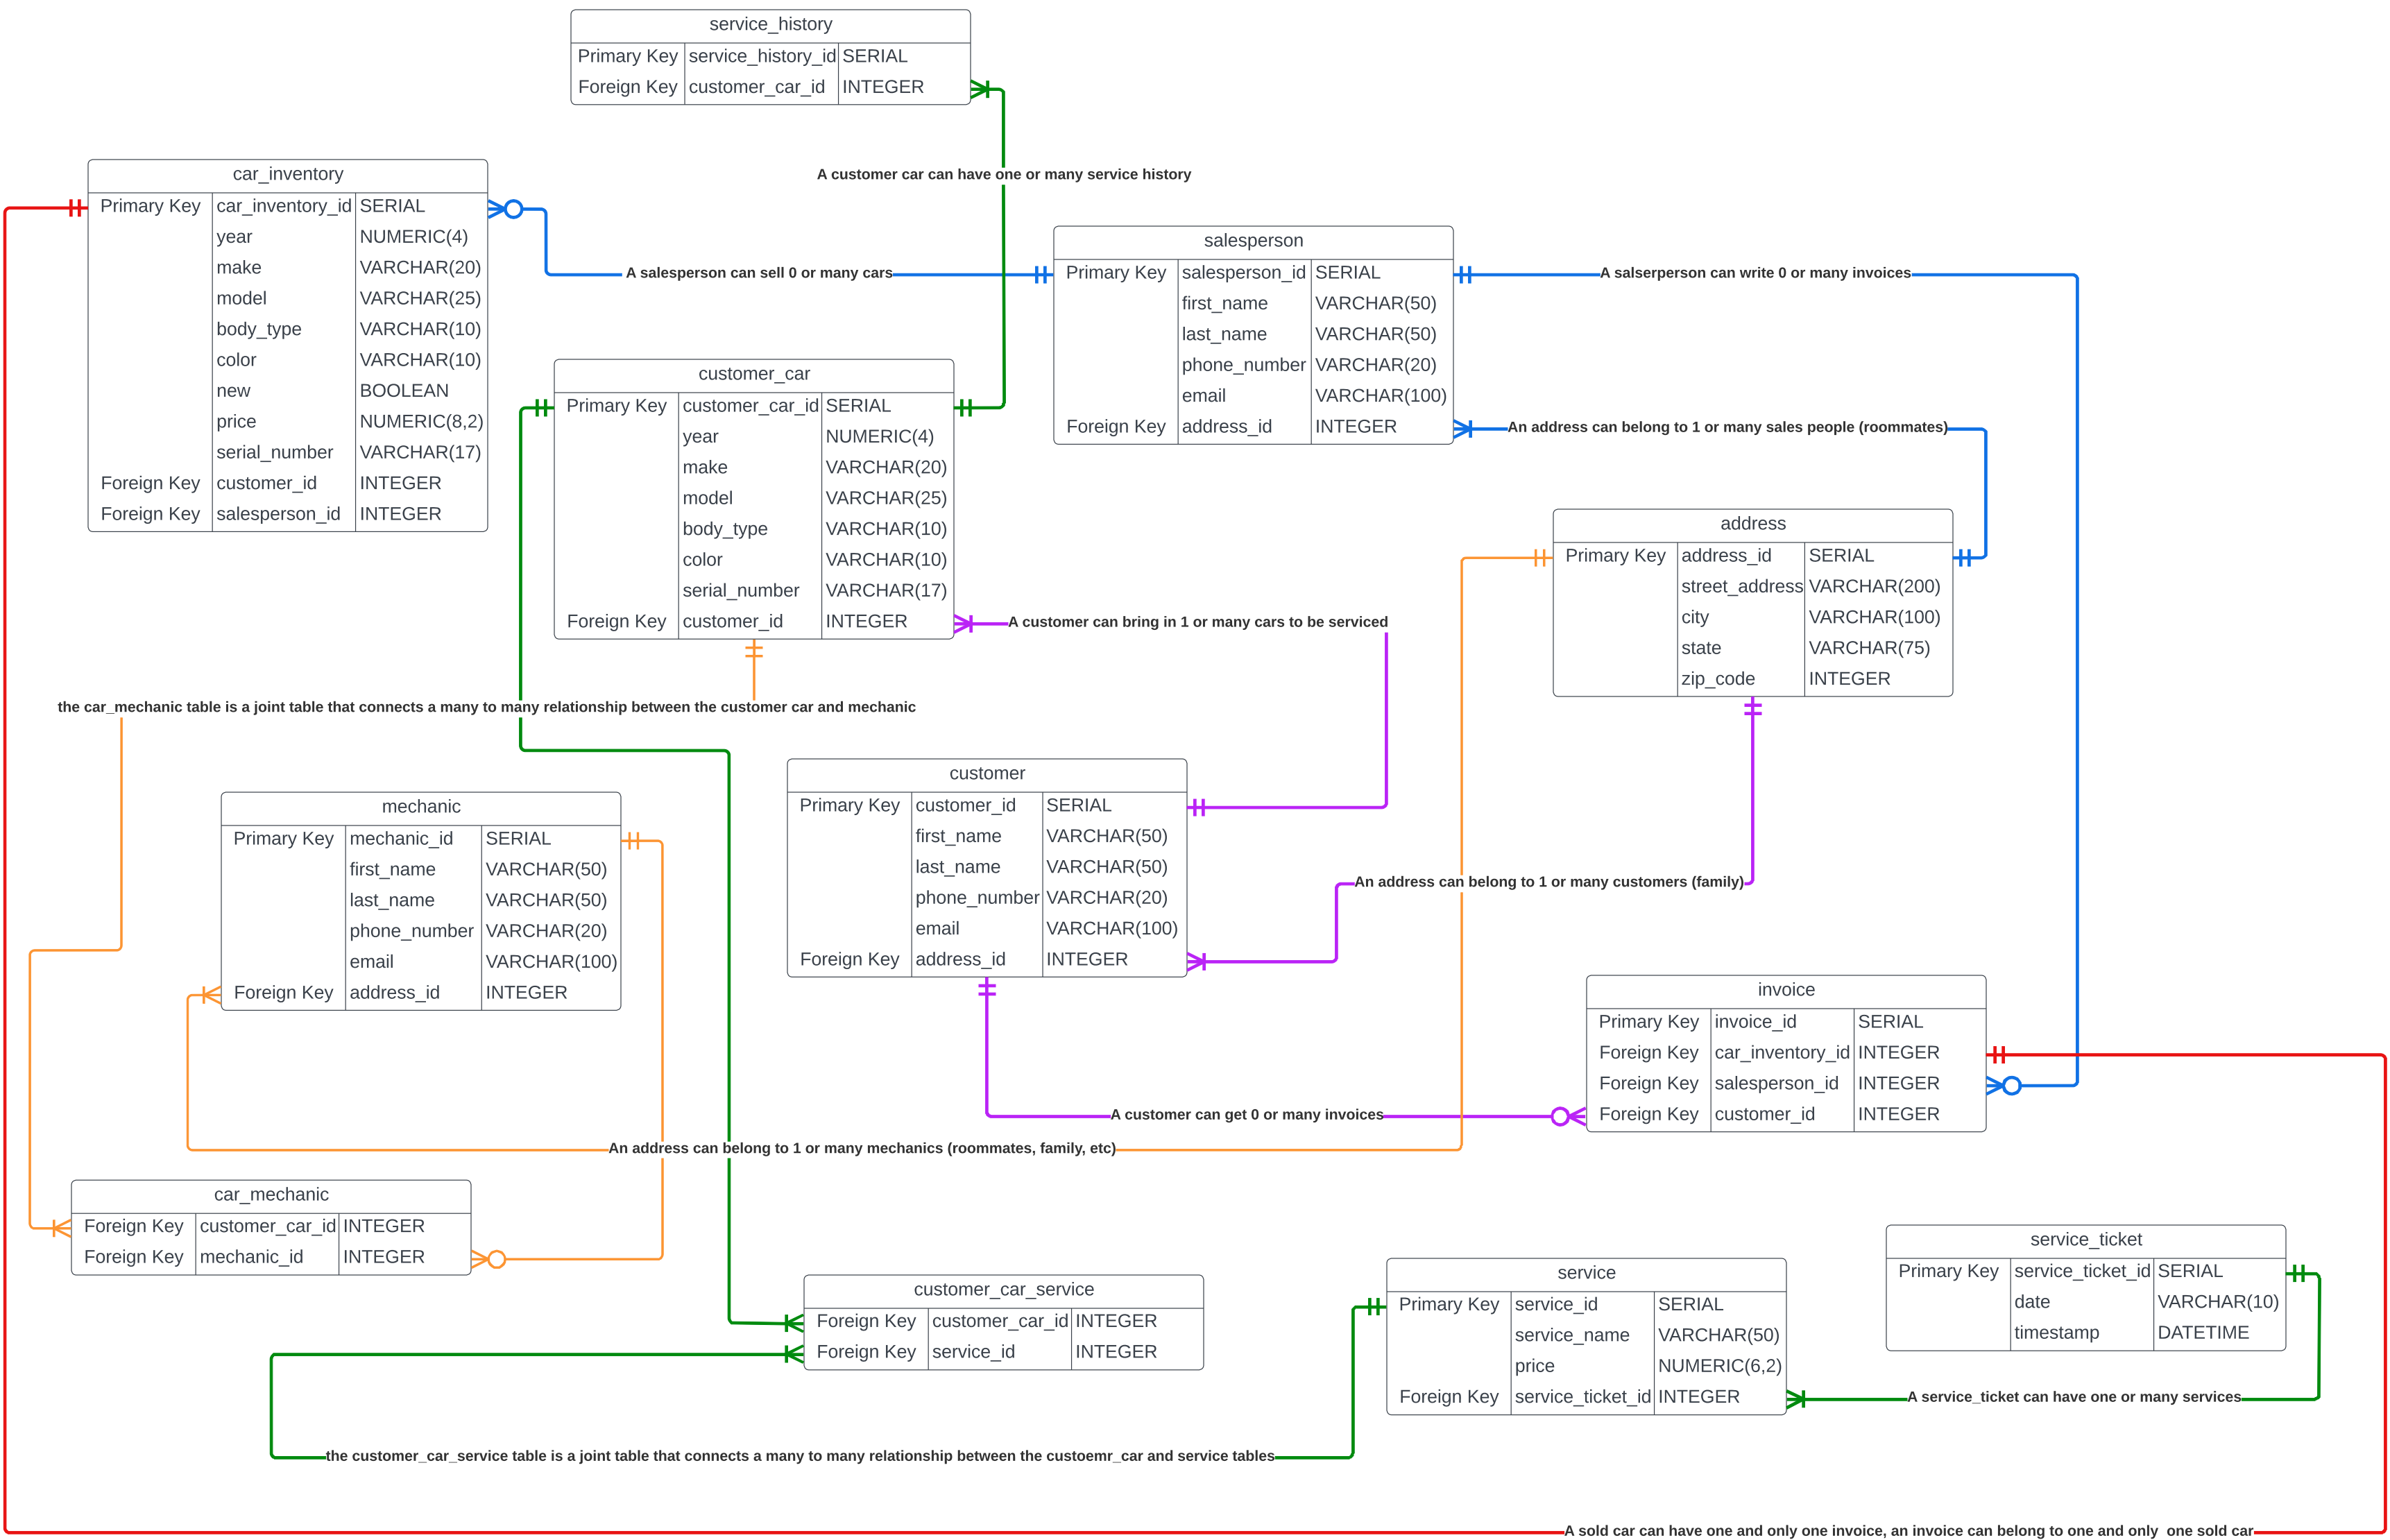 service_history
Primary Key service_history_id SERIAL
Foreign Key customer_car_id INTEGER
A customer car can have one or many service history
car_inventory
Primary Key car_inventory_id SERIAL
year NUMERIC(4)
make VARCHAR(20)
model VARCHAR(25)
body_type VARCHAR(10)
color VARCHAR(10)
new BOOLEAN
price NUMERIC(8,2)
serial_number VARCHAR(17)
Foreign Key customer_id INTEGER
Foreign Key salesperson_id INTEGER
A salesperson can sell 0 or many cars
salesperson
Primary Key salesperson_id SERIAL
first_name VARCHAR(50)
last_name VARCHAR(50)
phone_number VARCHAR(20)
email VARCHAR(100)
Foreign Key address_id INTEGER
A salserperson can write 0 or many invoices
An address can belong to 1 or many sales people (roommates)
customer_car
Primary Key customer_car_id SERIAL
year NUMERIC(4)
make VARCHAR(20)
model VARCHAR(25)
body_type VARCHAR(10)
color VARCHAR(10)
serial_number VARCHAR(17)
Foreign Key customer_id INTEGER
A customer can bring in 1 or many cars to be serviced
address
Primary Key address_id SERIAL
street_address VARCHAR(200)
city VARCHAR(100)
state VARCHAR(75)
zip_code INTEGER
the car_mechanic table is a joint table that connects a many to many relationship between the customer car and mechanic
mechanic
Primary Key mechanic_id SERIAL
first_name VARCHAR(50)
last_name VARCHAR(50)
phone_number VARCHAR(20)
email VARCHAR(100)
Foreign Key address_id INTEGER
customer
Primary Key customer_id SERIAL
first_name VARCHAR(50)
last_name VARCHAR(50)
phone_number VARCHAR(20)
email VARCHAR(100)
Foreign Key address_id INTEGER
An address can belong to 1 or many customers (family)
invoice
Primary Key invoice_id SERIAL
Foreign Key car_inventory_id INTEGER
Foreign Key salesperson_id INTEGER
Foreign Key customer_id INTEGER
A customer can get 0 or many invoices
An address can belong to 1 or many mechanics (roommates, family, etc)
car_mechanic
Foreign Key customer_car_id INTEGER
Foreign Key mechanic_id INTEGER
customer_car_service
Foreign Key customer_car_id INTEGER
Foreign Key service_id INTEGER
service
Primary Key service_id SERIAL
service_name VARCHAR(50)
price NUMERIC(6,2)
Foreign Key service_ticket_id INTEGER
service_ticket
Primary Key service_ticket_id SERIAL
date VARCHAR(10)
timestamp DATETIME
A service_ticket can have one or many services
the customer_car_service table is a joint table that connects a many to many relationship between the custoemr_car and service tables
A sold car can have one and only one invoice, an invoice can belong to one and only one sold car